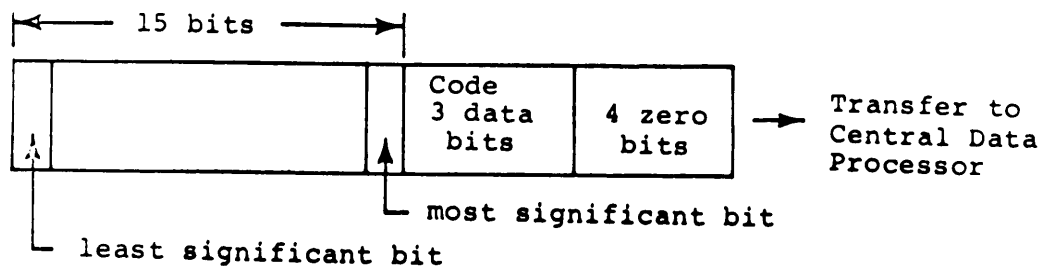 15 bits
Code
3 data
bits
4 zero
bits
Transfer to
Central Data
Processor
most significant bit
least significant bit